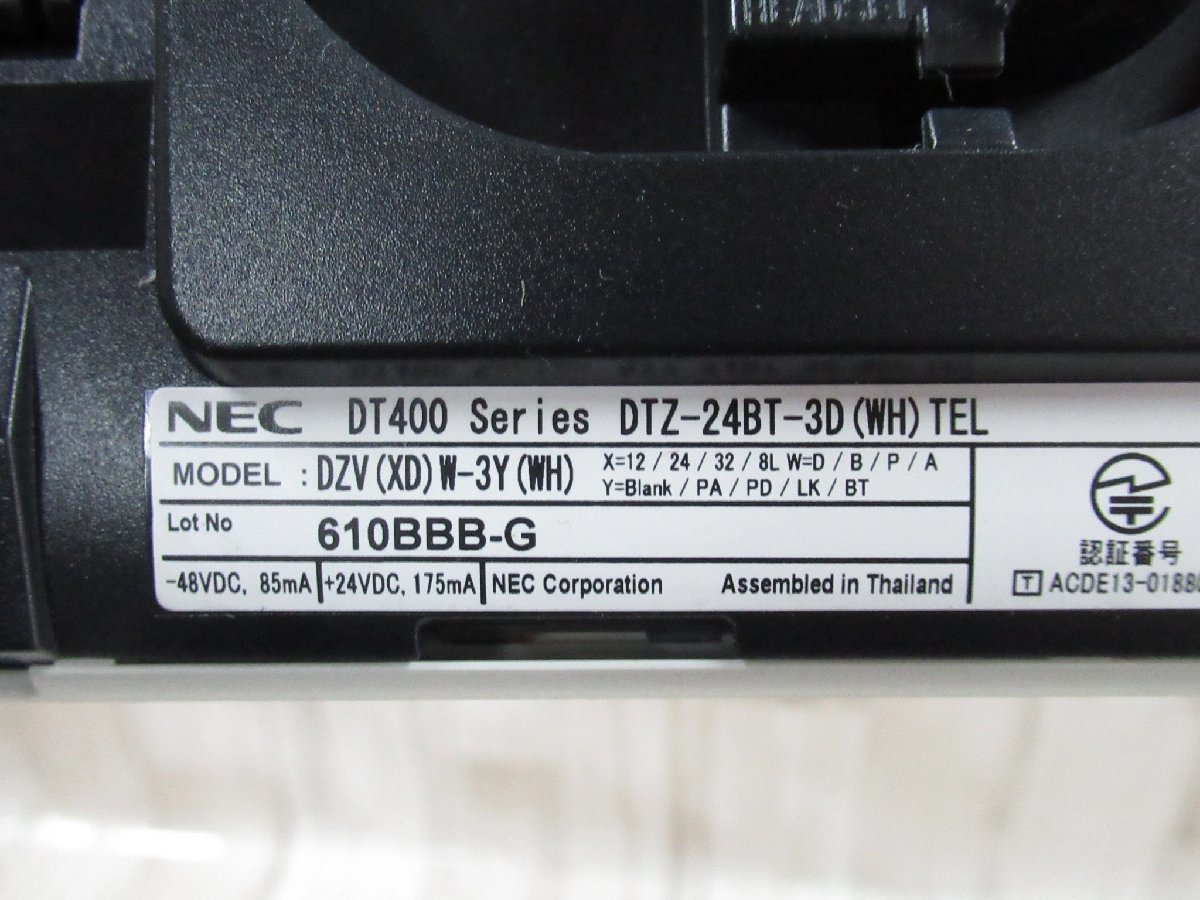 NEC DT400 Series DTZ-24BT-3D(WH)TEL
MODEL : DZV(XD)W-3Y(WH) X=12 / 24 / 32 / 8L W=D / B / P / A
Y=Blank / PA / PD / LK / BT
Lot No 610BBB-G
-48VDC, 85mA +24VDC, 175mA NEC Corporation Assembled in Thailand
認証番号
T ACDE13-0188